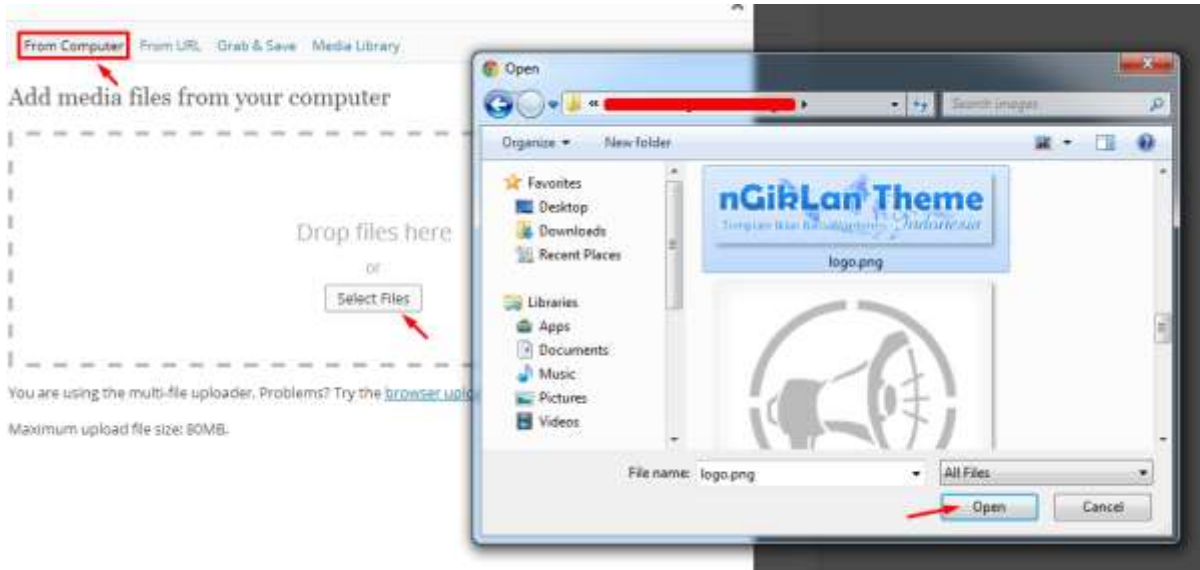 From Computer From URL Grab & Save Media Library
Add media files from your computer
Drop files here
or
Select Files
You are using the multi-file uploader. Problems? Try the browser
Maximum upload file size: 80MB.
Open
«
Search images
Organize New folder
Favorites
Desktop
Downloads
Recent Places
Libraries
Apps
Documents
Music
Pictures
Videos
nGikLan Theme
Indonesia
logo.png
File name: logo.png All Files
Open Cancel